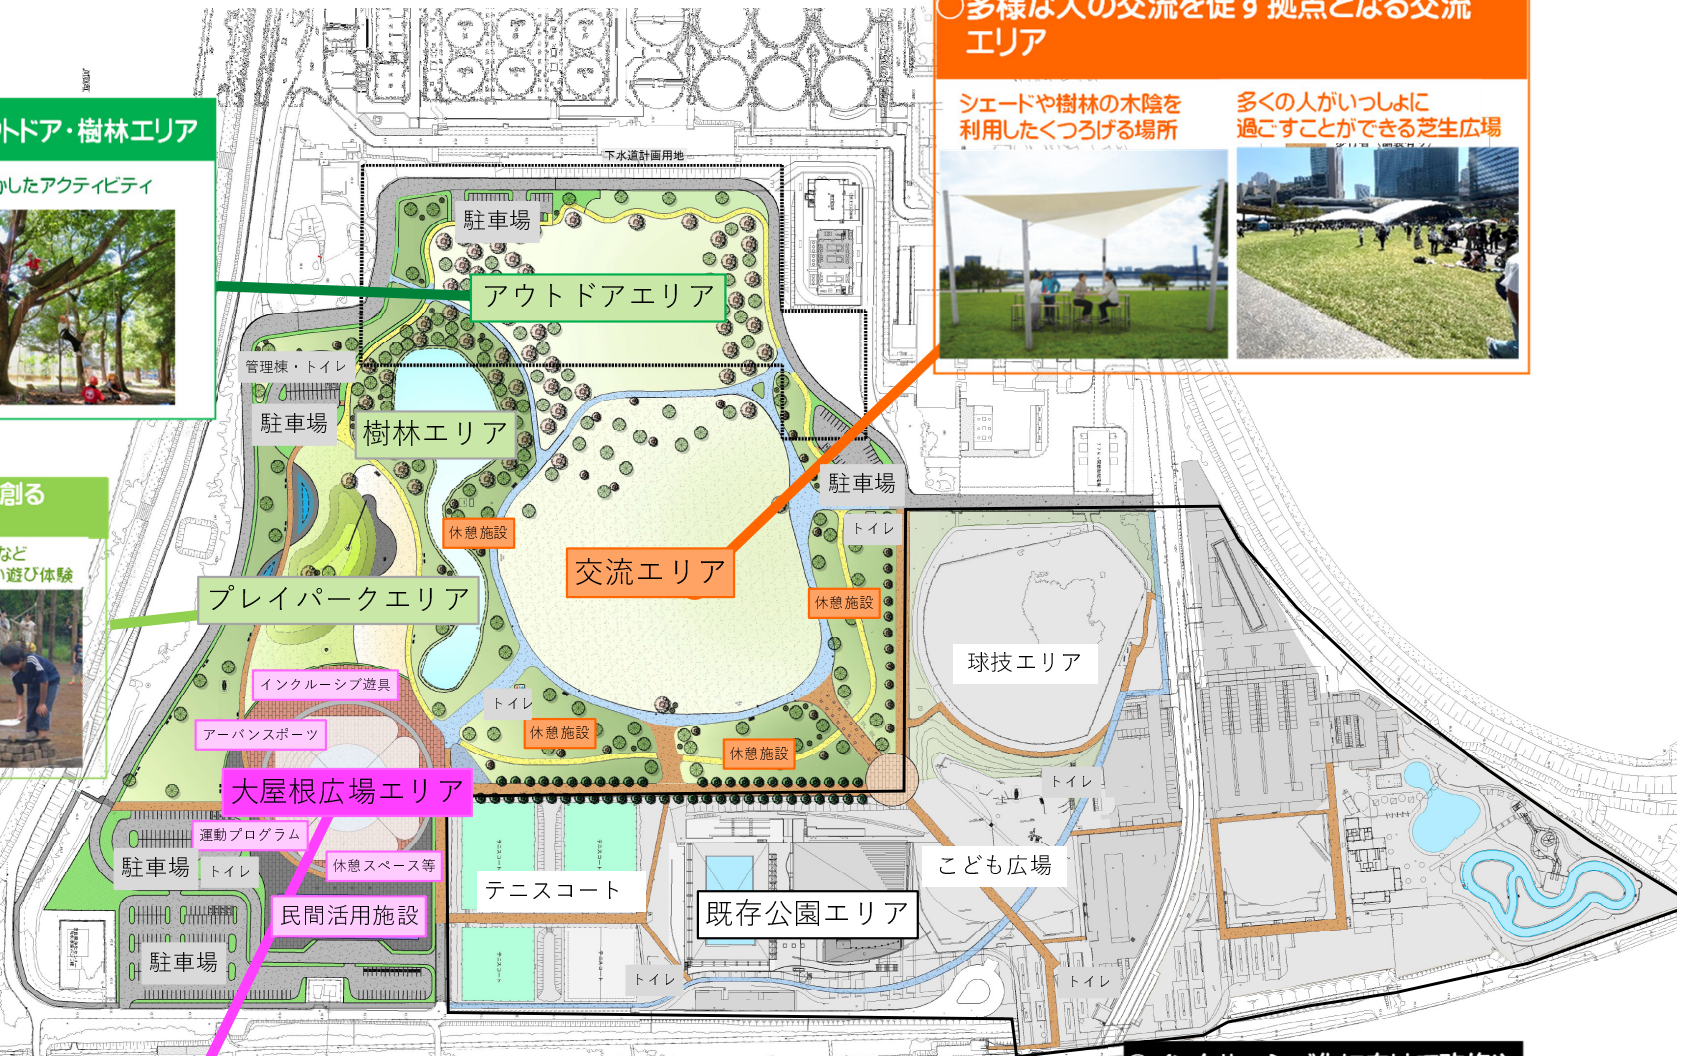 ○多様な人の交流を促す拠点となる交流
エリア
シェードや樹林の木陰を
利用したくつろげる場所
多くの人がいっしょに
過ごすことができる芝生広場
トドア・樹林エリア
かしたアクティビティ
下水道計画用地
駐車場
アウトドアエリア
管理棟・トイレ
駐車場
樹林エリア
駐車場
トイレ
休憩施設
交流エリア
休憩施設
創る
など
い遊び体験
プレイパークエリア
球技エリア
インクルーシブ遊具
トイレ
アーバンスポーツ
休憩施設
休憩施設
大屋根広場エリア
トイレ
運動プログラム
駐車場
トイレ
休憩スペース等
テニスコート
こども広場
民間活用施設
既存公園エリア
駐車場
トイレ
トイレ